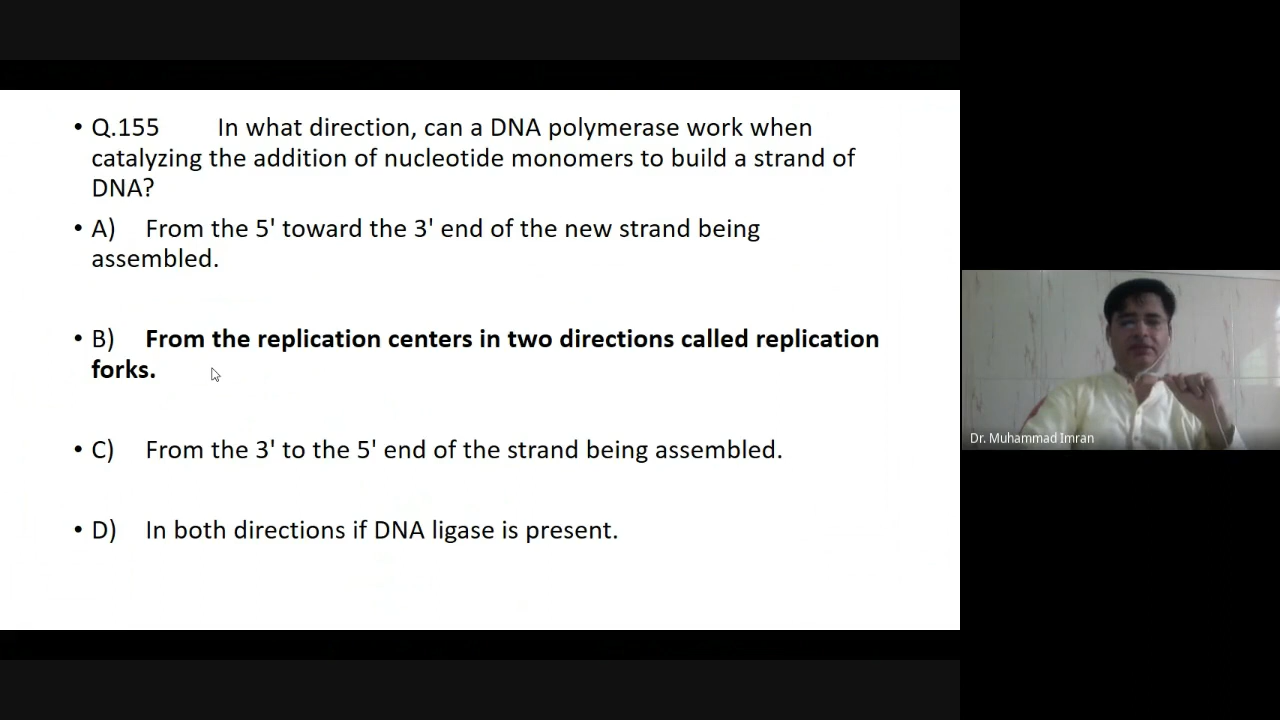 • Q.155 In what direction, can a DNA polymerase work when
catalyzing the addition of nucleotide monomers to build a strand of
DNA?
• A) From the 5' toward the 3' end of the new strand being
assembled.
• B) From the replication centers in two directions called replication
forks.
• C) From the 3' to the 5' end of the strand being assembled.
• D) In both directions if DNA ligase is present.
Dr. Muhammad Imran